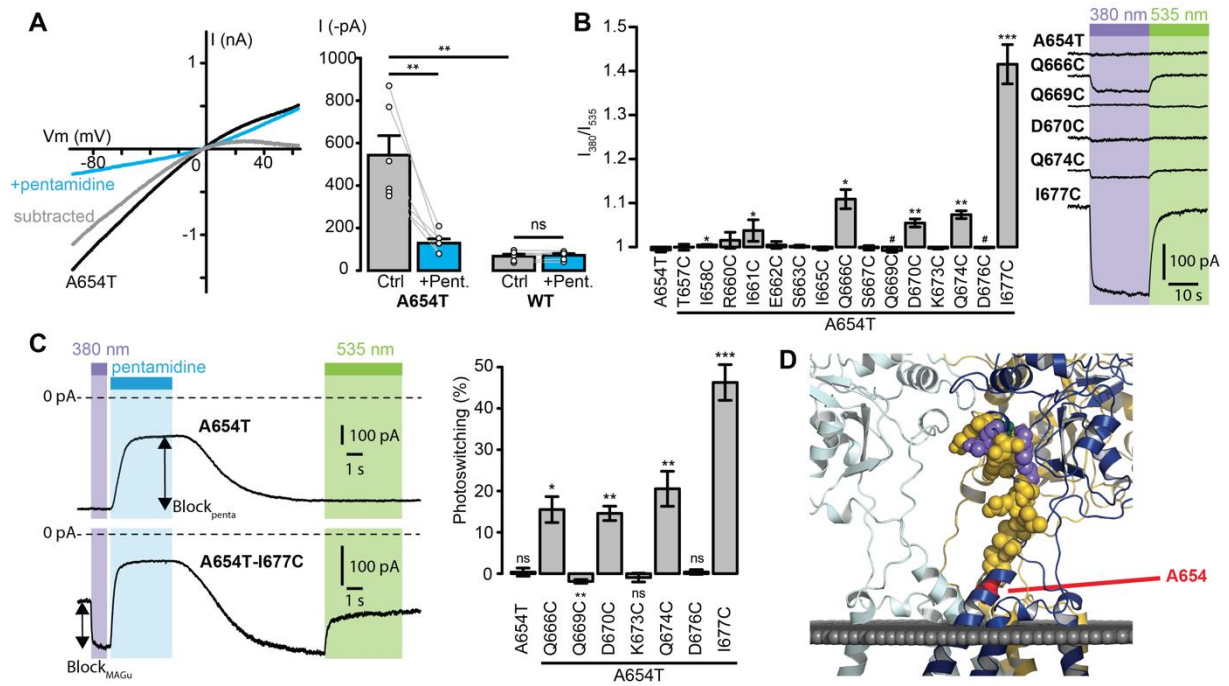 A
I (nA)
1
Vm (mV)
-80
0
40
+pentamidine
subtracted
-1
A654T
I (-pA)
1000
800
600
400
200
0
**
**
ns
Ctrl
+Pent.
Ctrl
+Pent.
A654T
WT
B
I380/I535
1.5
1.4
1.3
1.2
1.1
1
*
*
*
#
**
**
#
***
A654T
T657C
I658C
R660C
I661C
E662C
S663C
I665C
Q666C
S667C
Q669C
D670C
K673C
Q674C
D676C
I677C
A654T
380 nm
535 nm
A654T
Q666C
Q669C
D670C
Q674C
I677C
100 pA
10 s
C
380 nm
pentamidine
535 nm
0 pA
A654T
100 pA
1 s
Blockpenta
0 pA
A654T-I677C
100 pA
1 s
BlockMAGu
Photoswitching (%)
50
40
30
20
10
0
ns
*
**
**
ns
**
ns
***
A654T
Q666C
Q669C
D670C
K673C
Q674C
D676C
I677C
A654T
D
A654